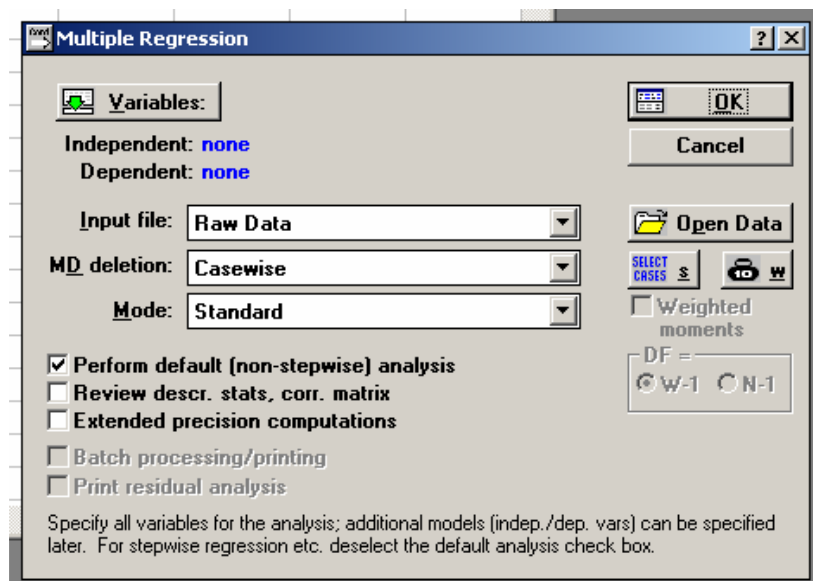 Multiple Regression
Variables:
OK
Independent: none
Dependent: none
Cancel
Input file: Raw Data
Open Data
MD deletion: Casewise
SELECT CASES S
W
Mode: Standard
Weighted moments
DF =
W-1 N-1
Perform default (non-stepwise) analysis
Review descr. stats, corr. matrix
Extended precision computations
Batch processing/printing
Print residual analysis
Specify all variables for the analysis; additional models (indep./dep. vars) can be specified
later. For stepwise regression etc. deselect the default analysis check box.